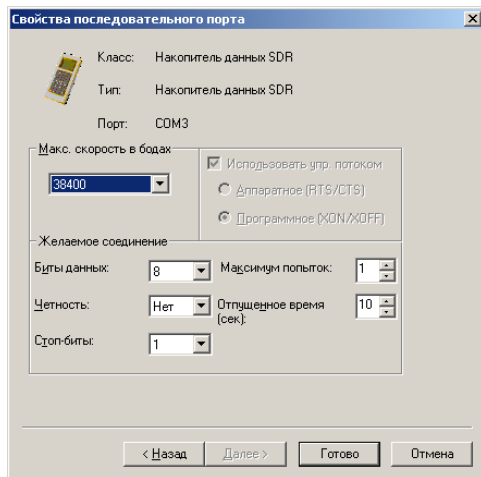 Свойства последовательного порта
Класс: Накопитель данных SDR
Тип: Накопитель данных SDR
Порт: COM3
Макс. скорость в бодах
38400
Использовать упр. потоком
Аппаратное (RTS/CTS)
Программное (XON/XOFF)
Желаемое соединение
Биты данных: 8 Максимум попыток: 1
Четность: Нет Отпущенное время (сек): 10
Стоп-биты: 1
< Назад Далее > Готово Отмена